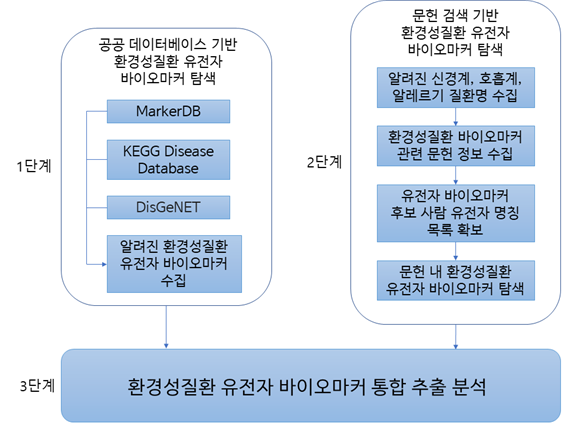 공공 데이터베이스 기반
환경성질환 유전자
바이오마커 탐색
MarkerDB
KEGG Disease
Database
DisGeNET
알려진 환경성질환
유전자 바이오마커
수집
1단계
문헌 검색 기반
환경성질환 유전자
바이오마커 탐색
알려진 신경계, 호흡계,
알레르기 질환명 수집
환경성질환 바이오마커
관련 문헌 정보 수집
유전자 바이오마커
후보 사람 유전자 명칭
목록 확보
문헌 내 환경성질환
유전자 바이오마커 탐색
2단계
3단계
환경성질환 유전자 바이오마커 통합 추출 분석